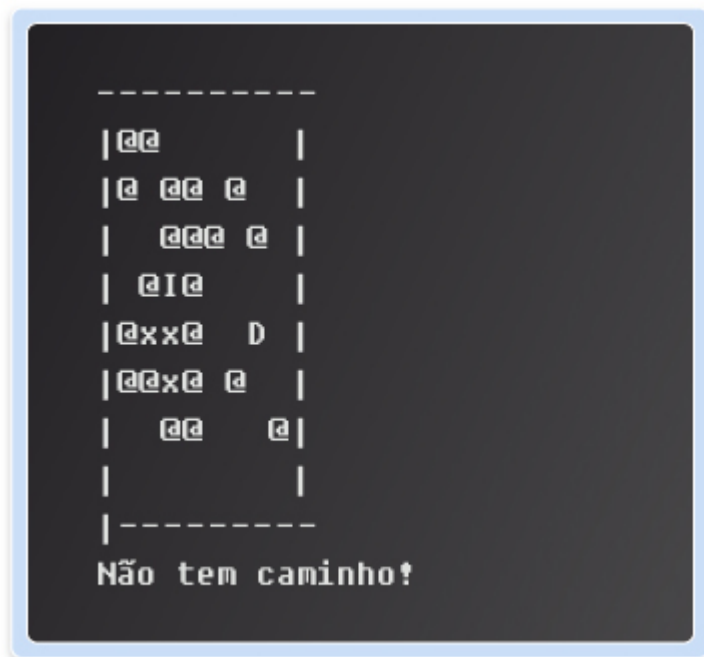 ----------
|@@      |
|@ @@ @  |
|  @@@ @ |
| @I@    |
|@xx@  D |
|@@x@ @  |
|  @@   @|
|        |
|---------
Não tem caminho!